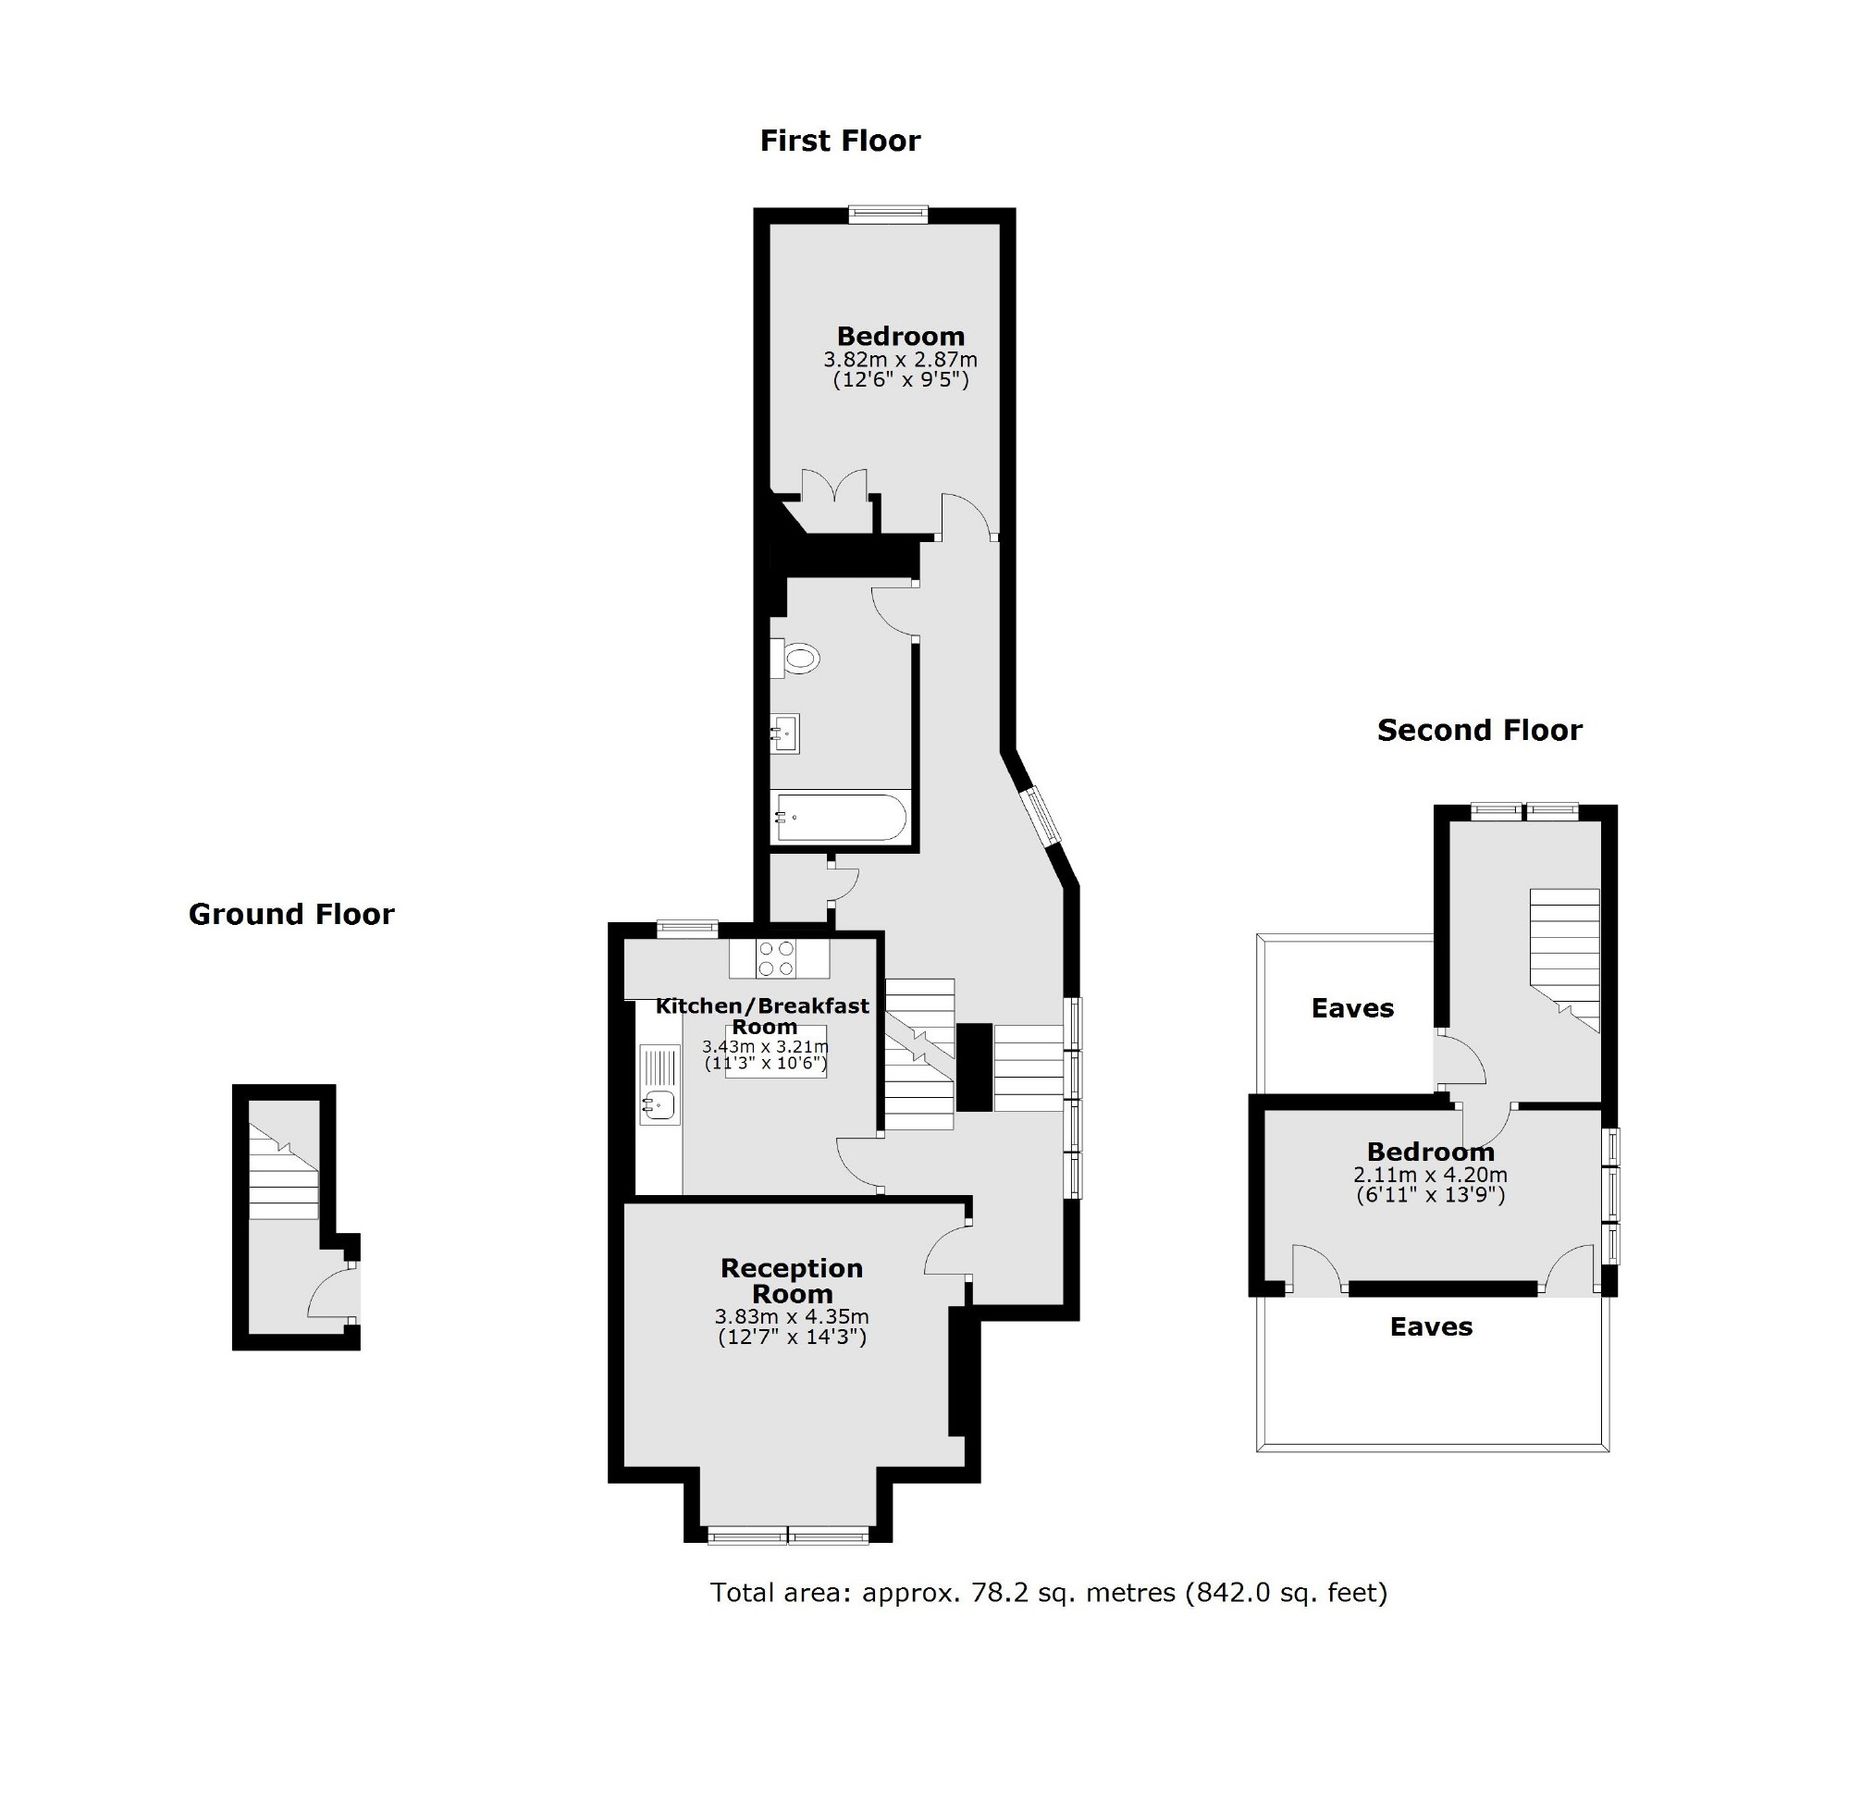 First Floor
Bedroom
3.82m x 2.87m
(12'6" x 9'5")
Second Floor
Ground Floor
Kitchen/Breakfast
Room
3.43m x 3.21m
(11'3" x 10'6")
Eaves
Bedroom
2.11m x 4.20m
(6'11" x 13'9")
Reception
Room
3.83m x 4.35m
(12'7" x 14'3")
Eaves
Total area: approx. 78.2 sq. metres (842.0 sq. feet)